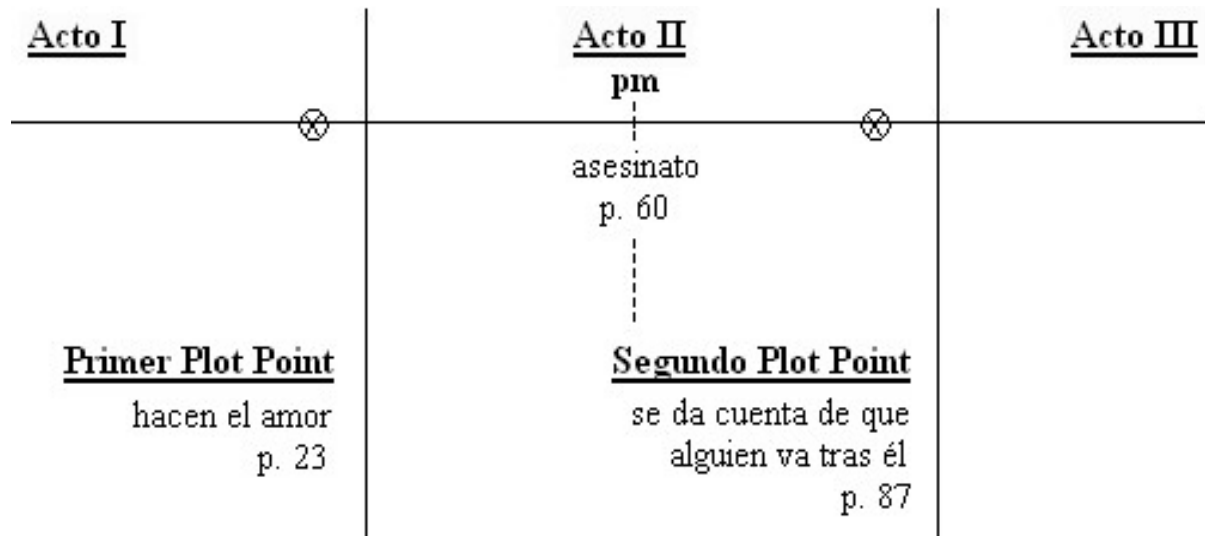 Acto I
Acto II
Acto III
pm
asesinato
p. 60
Primer Plot Point
hacen el amor
p. 23
Segundo Plot Point
se da cuenta de que
alguien va tras él
p. 87